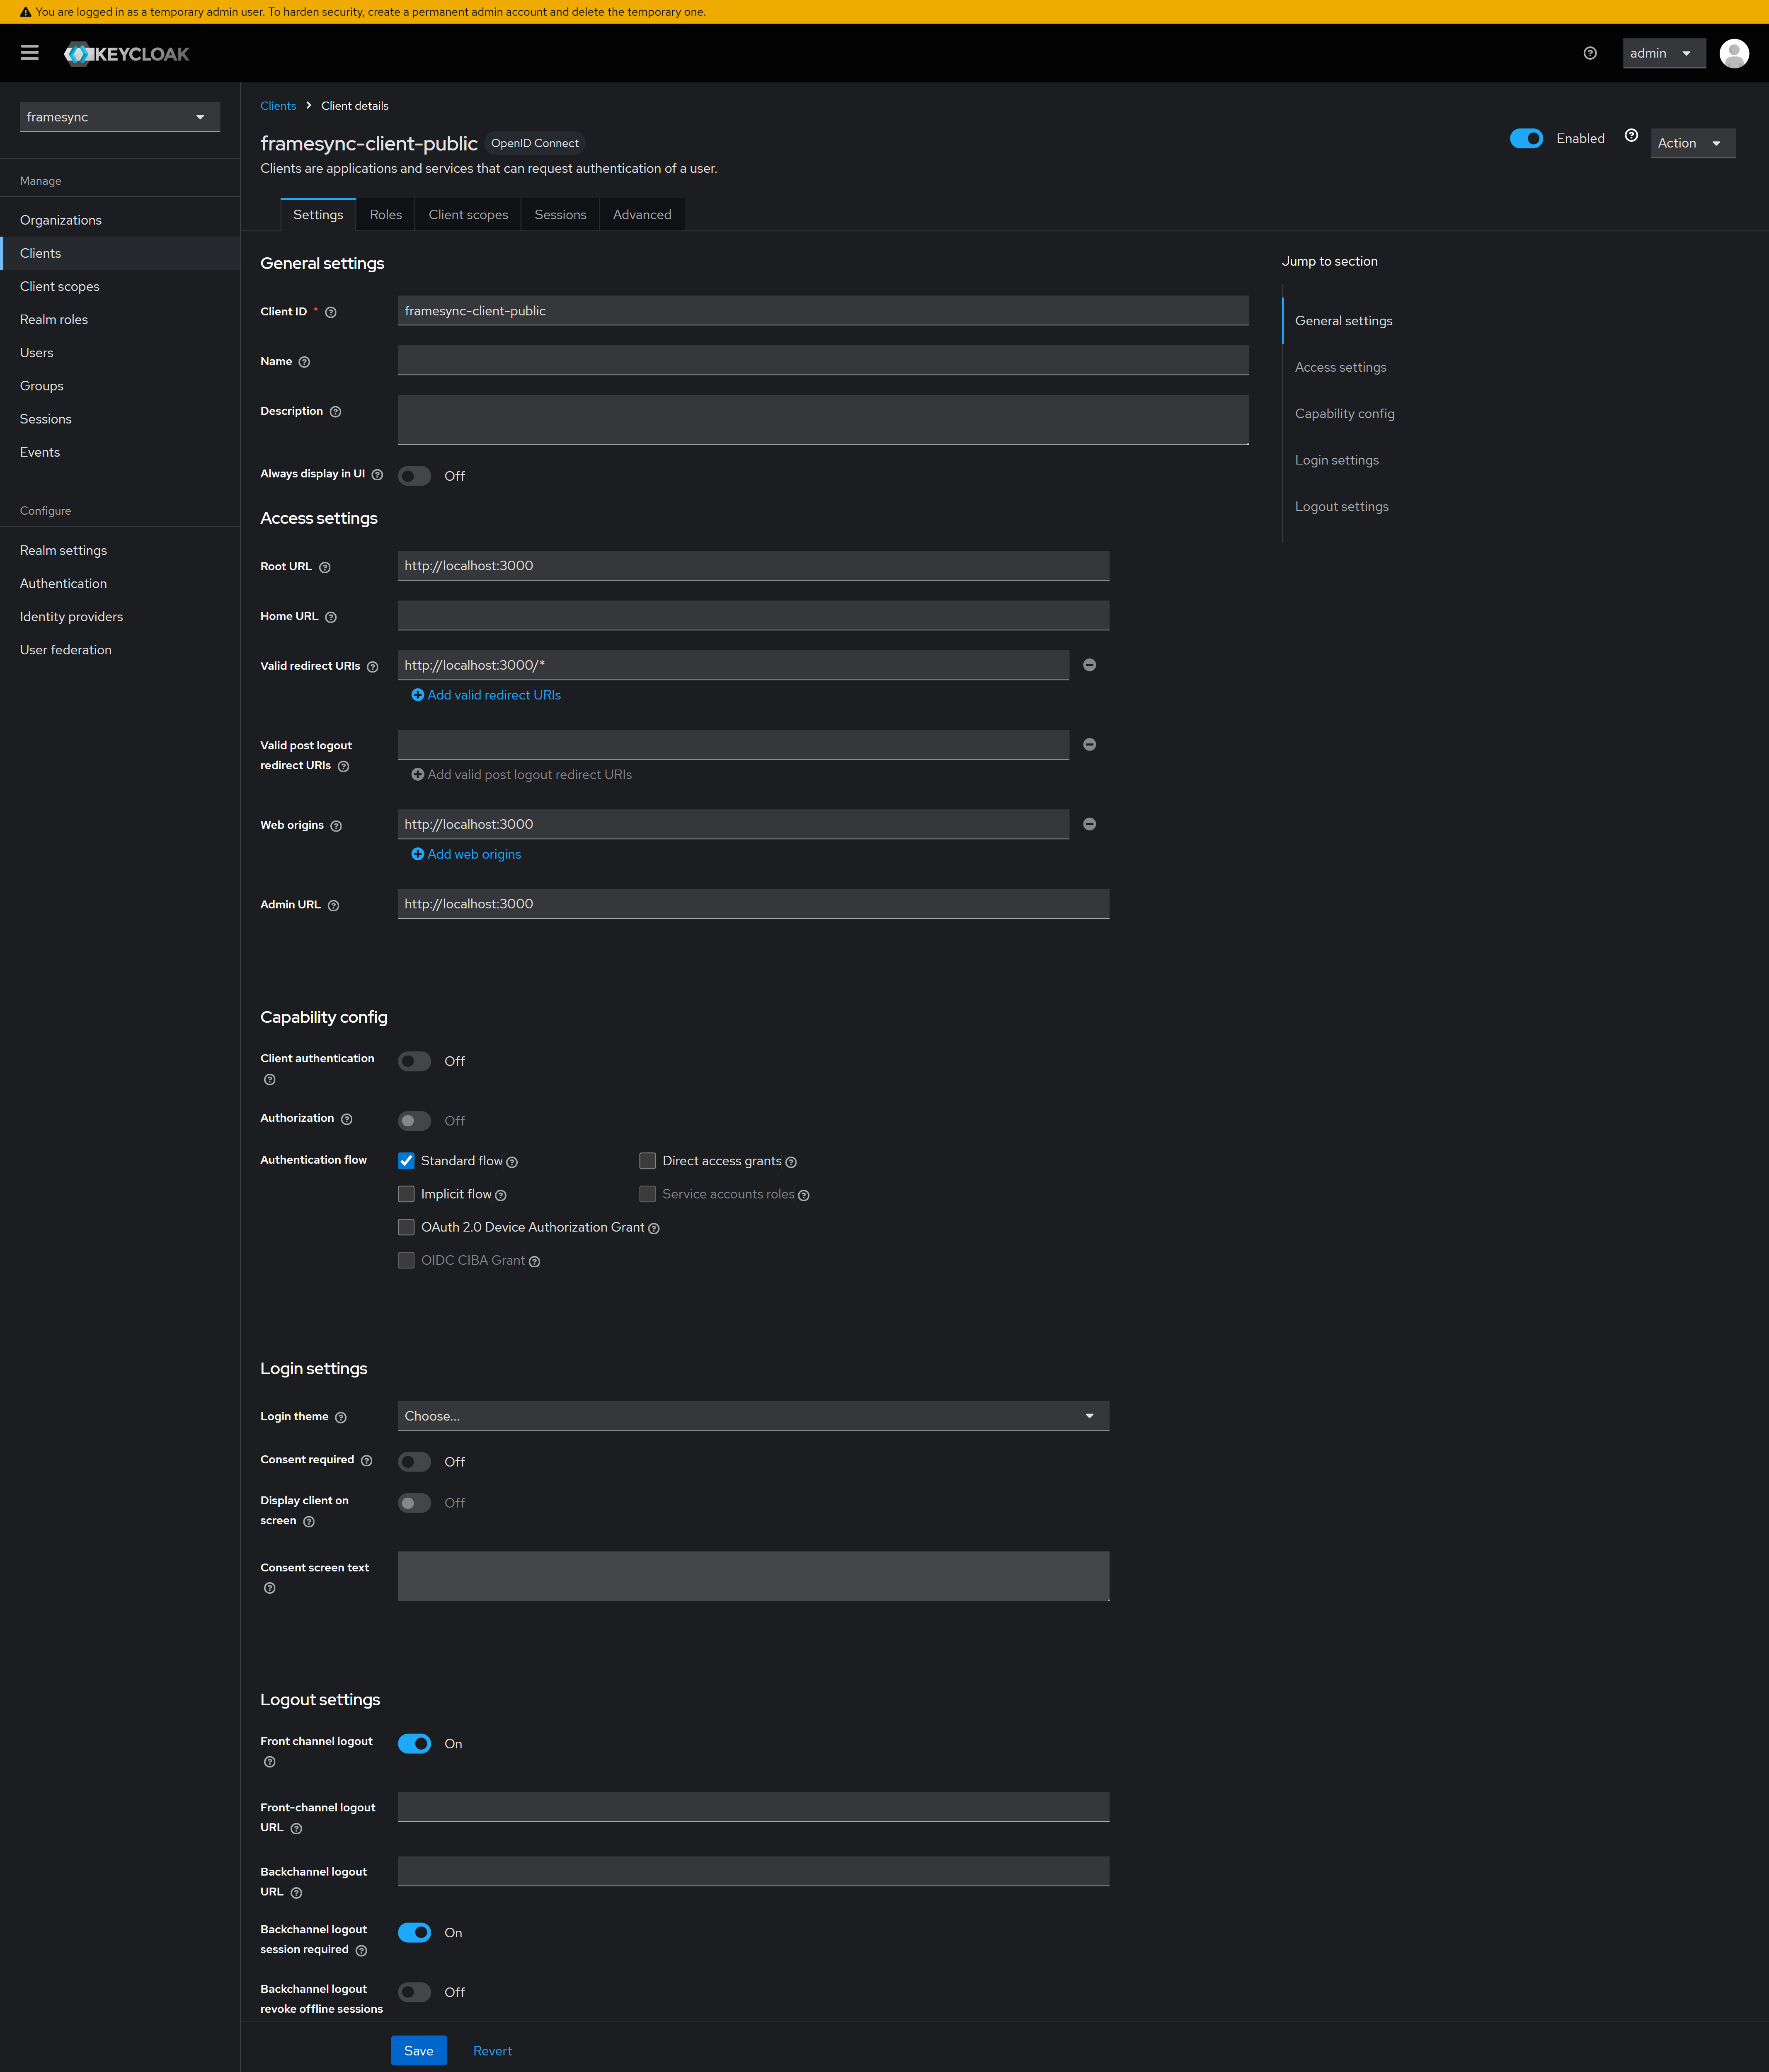 You are logged in as a temporary admin user. To harden security, create a permanent admin account and delete the temporary one.
KEYCLOAK
admin
framesync
Manage
Organizations
Clients
Client scopes
Realm roles
Users
Groups
Sessions
Events
Configure
Realm settings
Authentication
Identity providers
User federation
Clients > Client details
framesync-client-public OpenID Connect
Enabled
Action
Clients are applications and services that can request authentication of a user.
Settings Roles Client scopes Sessions Advanced
General settings
Client ID * framesync-client-public
Name
Description
Always display in UI Off
Jump to section
General settings
Access settings
Capability config
Login settings
Logout settings
Access settings
Root URL http://localhost:3000
Home URL
Valid redirect URIs http://localhost:3000/*
Add valid redirect URIs
Valid post logout
redirect URIs
Add valid post logout redirect URIs
Web origins http://localhost:3000
Add web origins
Admin URL http://localhost:3000
Capability config
Client authentication Off
Authorization Off
Authentication flow Standard flow Direct access grants
Implicit flow Service accounts roles
OAuth 2.0 Device Authorization Grant
OIDC CIBA Grant
Login settings
Login theme Choose...
Consent required Off
Display client on
screen
Off
Consent screen text
Logout settings
Front channel logout On
Front-channel logout
URL
Backchannel logout
URL
Backchannel logout
session required
On
Backchannel logout
revoke offline sessions
Off
Save Revert